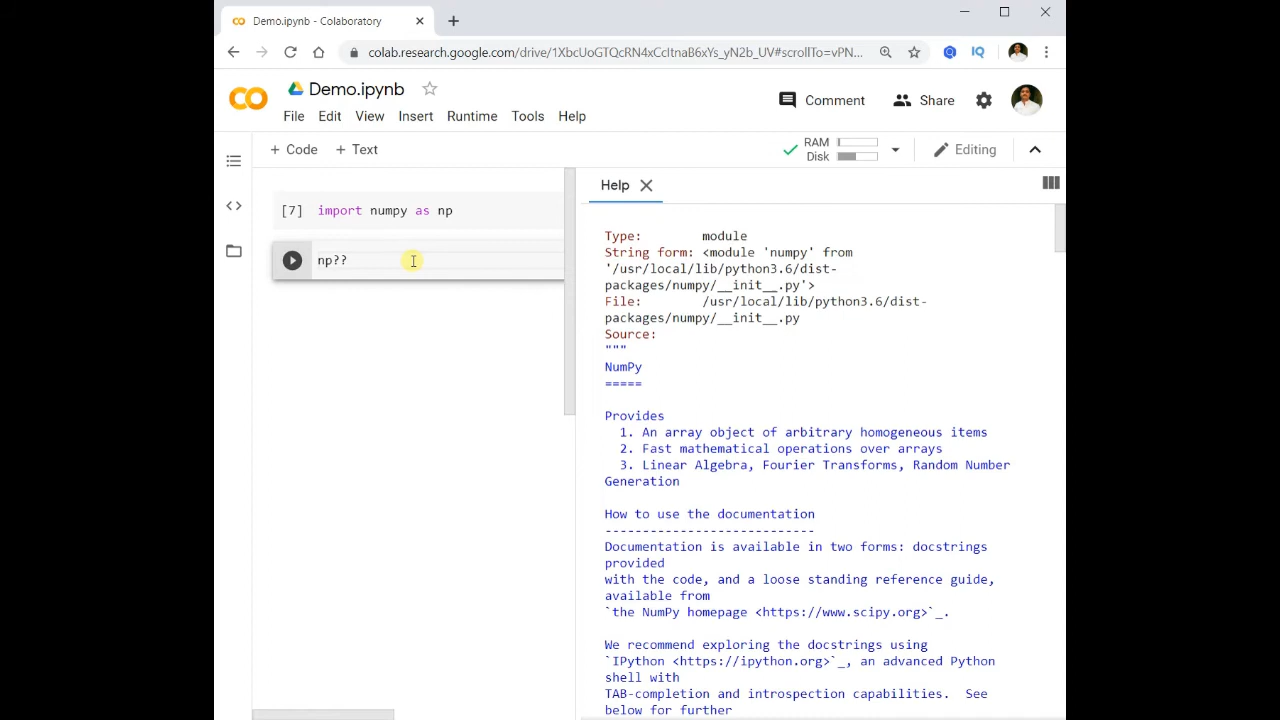 Demo.ipynb - Colaboratory
colab.research.google.com/drive/1XbcUoGTQcRN4xCcItnaB6xYs_yN2b_UV#scrollTo=vPN...
IQ
CO
Demo.ipynb
Comment
Share
File Edit View Insert Runtime Tools Help
+ Code + Text
RAM
Disk
Editing
[7] import numpy as np
np??
Help
Type: module
String form: <module 'numpy' from
'/usr/local/lib/python3.6/dist-
packages/numpy/__init__.py'>
File: /usr/local/lib/python3.6/dist-
packages/numpy/__init__.py
Source:
"""
NumPy
=====
Provides
1. An array object of arbitrary homogeneous items
2. Fast mathematical operations over arrays
3. Linear Algebra, Fourier Transforms, Random Number
Generation
How to use the documentation
----------------------------
Documentation is available in two forms: docstrings
provided
with the code, and a loose standing reference guide,
available from
`the NumPy homepage <https://www.scipy.org>`_.
We recommend exploring the docstrings using
`IPython <https://ipython.org>`_, an advanced Python
shell with
TAB-completion and introspection capabilities. See
below for further